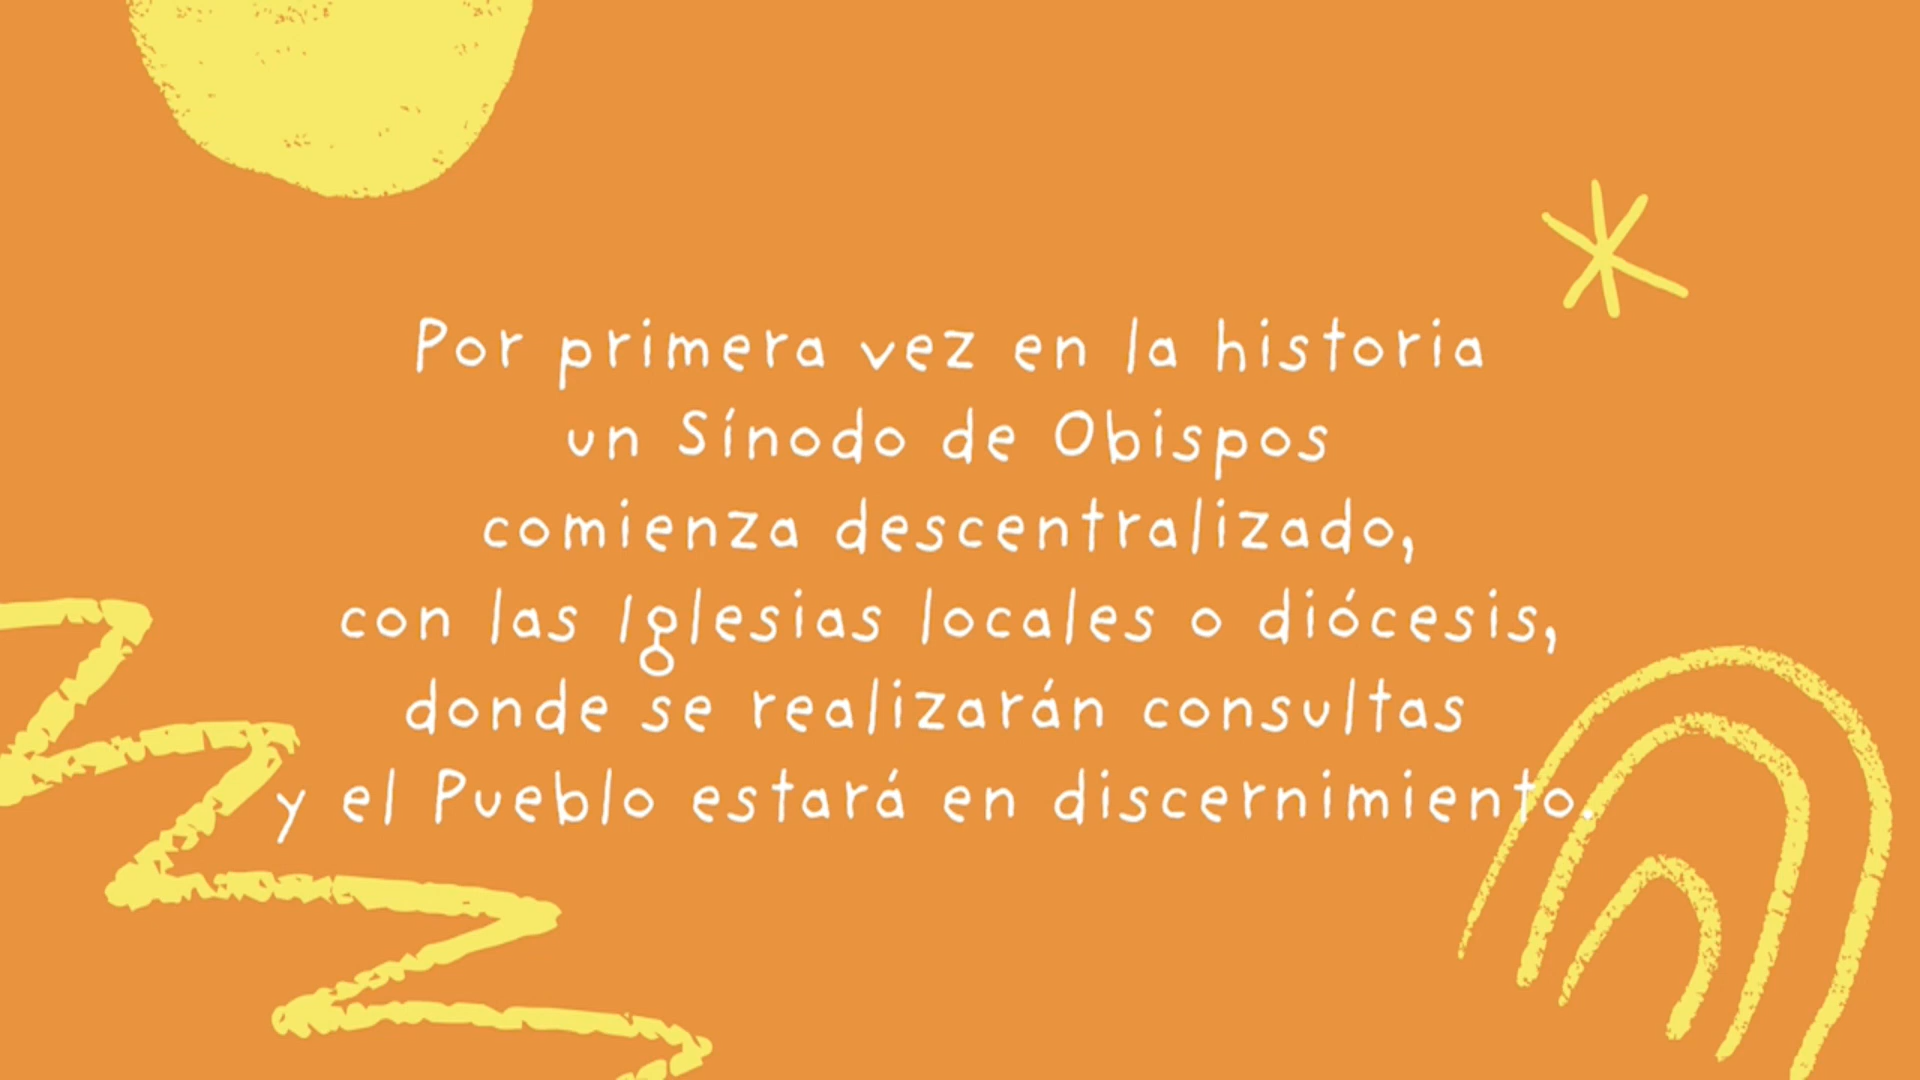 Por primera vez en la historia
un Sínodo de Obispos
comienza descentralizado,
con las Iglesias locales o diócesis,
donde se realizarán consultas
y el Pueblo estará en discernimiento.